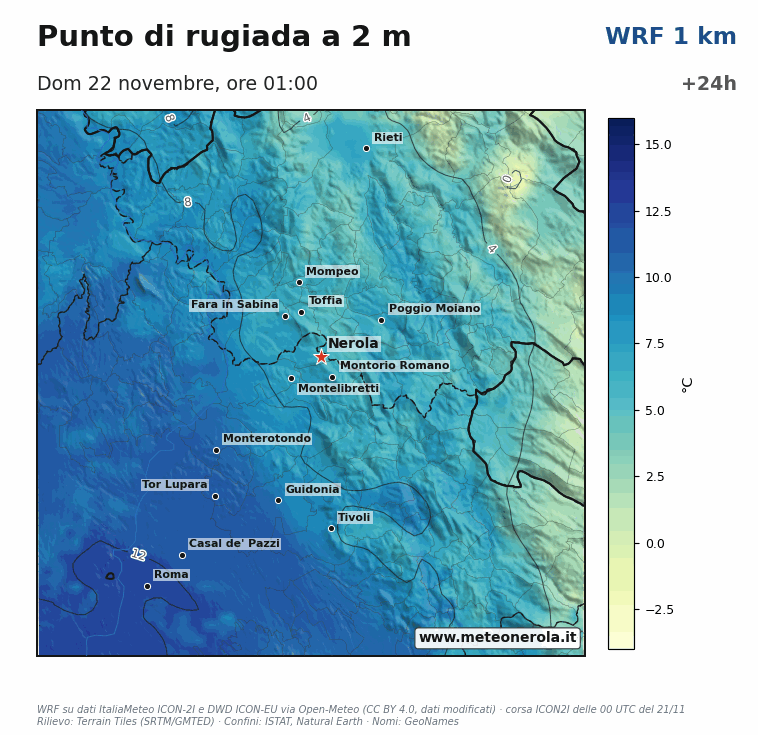 Punto di rugiada a 2 m
WRF 1 km
Dom 22 novembre, ore 01:00
+24h
8
4
Rieti
0
8
4
Mompeo
Toffia
Fara in Sabina
Poggio Moiano
Nerola
Montorio Romano
Montelibretti
Monterotondo
Tor Lupara
Guidonia
Tivoli
12
Casal de' Pazzi
Roma
www.meteonerola.it
15.0
12.5
10.0
7.5
5.0
2.5
0.0
−2.5
°C
WRF su dati ItaliaMeteo ICON-2I e DWD ICON-EU via Open-Meteo (CC BY 4.0, dati modificati) · corsa ICON2I delle 00 UTC del 21/11
Rilievo: Terrain Tiles (SRTM/GMTED) · Confini: ISTAT, Natural Earth · Nomi: GeoNames